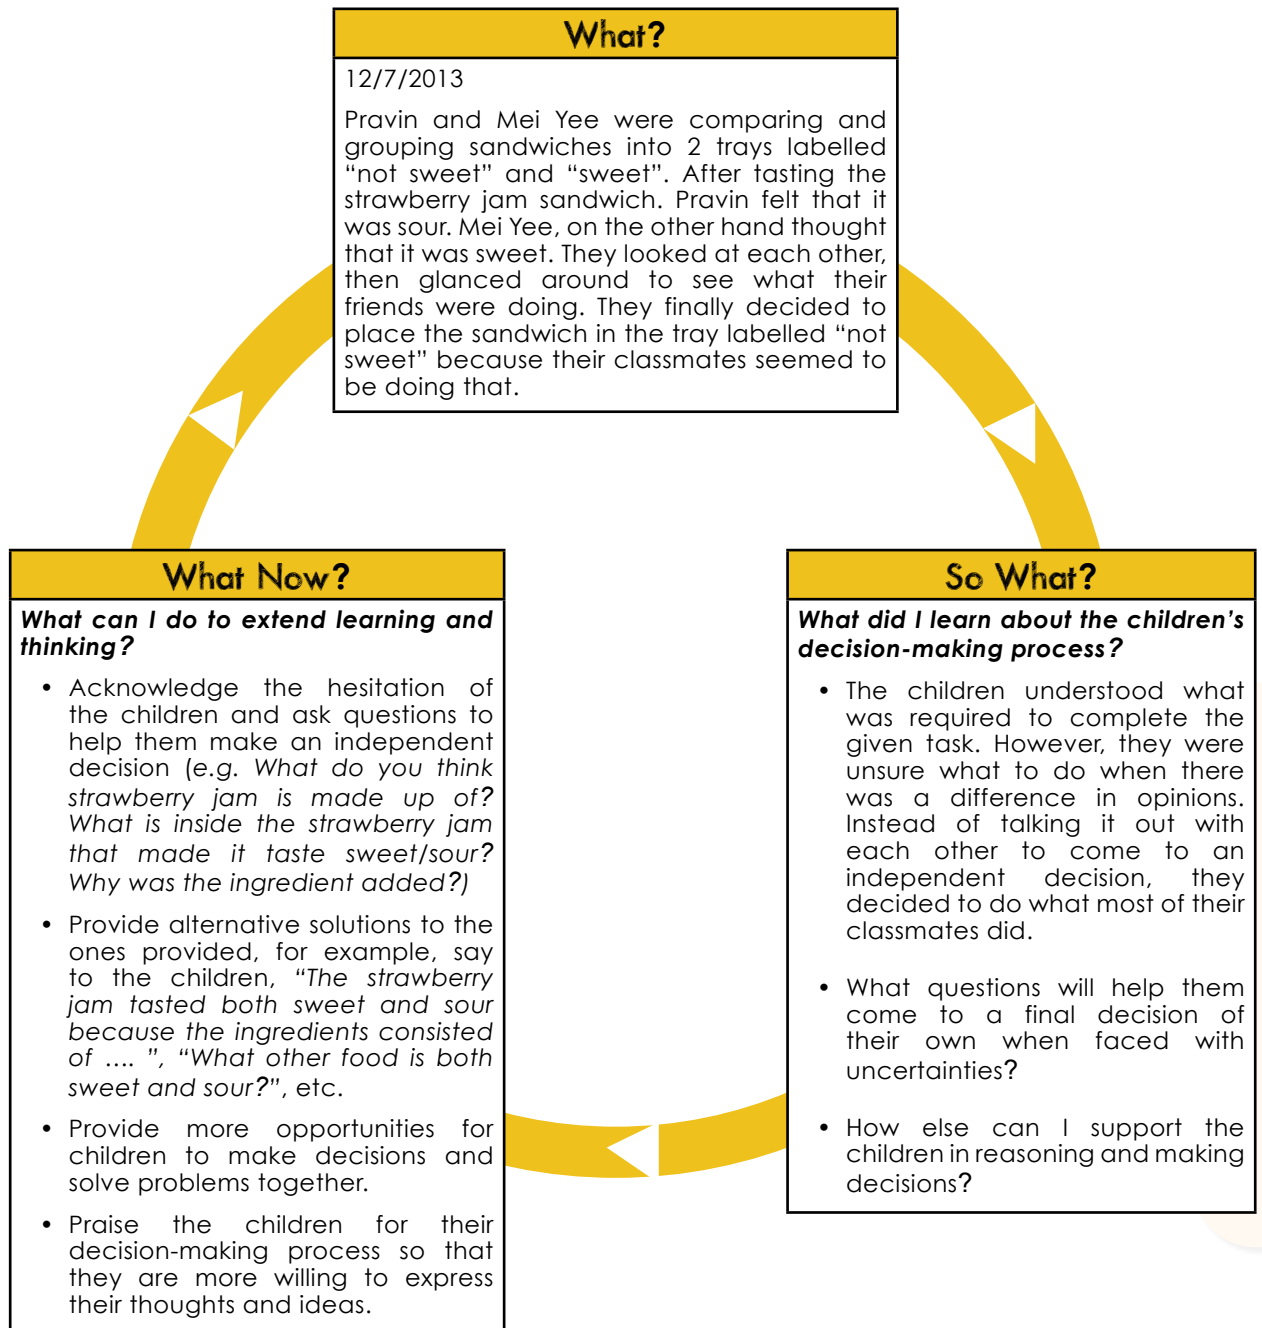 What?
12/7/2013
Pravin and Mei Yee were comparing and
grouping sandwiches into 2 trays labelled
“not sweet” and “sweet”. After tasting the
strawberry jam sandwich. Pravin felt that it
was sour. Mei Yee, on the other hand thought
that it was sweet. They looked at each other,
then glanced around to see what their
friends were doing. They finally decided to
place the sandwich in the tray labelled “not
sweet” because their classmates seemed to
be doing that.
So What?
What did I learn about the children’s
decision-making process?
• The children understood what
was required to complete the
given task. However, they were
unsure what to do when there
was a difference in opinions.
Instead of talking it out with
each other to come to an
independent decision, they
decided to do what most of their
classmates did.
• What questions will help them
come to a final decision of
their own when faced with
uncertainties?
• How else can I support the
children in reasoning and making
decisions?
What Now?
What can I do to extend learning and
thinking?
• Acknowledge the hesitation of
the children and ask questions to
help them make an independent
decision (e.g. What do you think
strawberry jam is made up of?
What is inside the strawberry jam
that made it taste sweet/sour?
Why was the ingredient added?)
• Provide alternative solutions to the
ones provided, for example, say
to the children, “The strawberry
jam tasted both sweet and sour
because the ingredients consisted
of .... ”, “What other food is both
sweet and sour?”, etc.
• Provide more opportunities for
children to make decisions and
solve problems together.
• Praise the children for their
decision-making process so that
they are more willing to express
their thoughts and ideas.